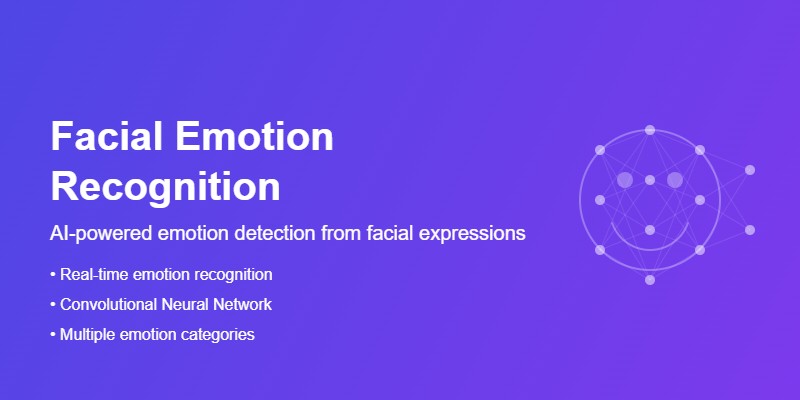 Facial Emotion
Recognition
AI-powered emotion detection from facial expressions
• Real-time emotion recognition
• Convolutional Neural Network
• Multiple emotion categories